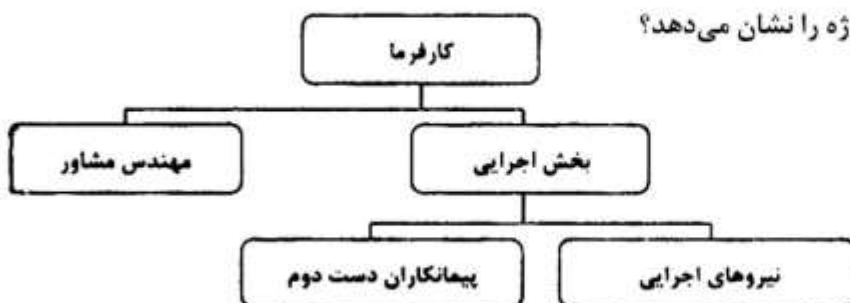 ژه را نشان می‌دهد؟
کارفرما
بخش اجرایی
مهندس مشاور
نیروهای اجرایی
پیمانکاران دست دوم